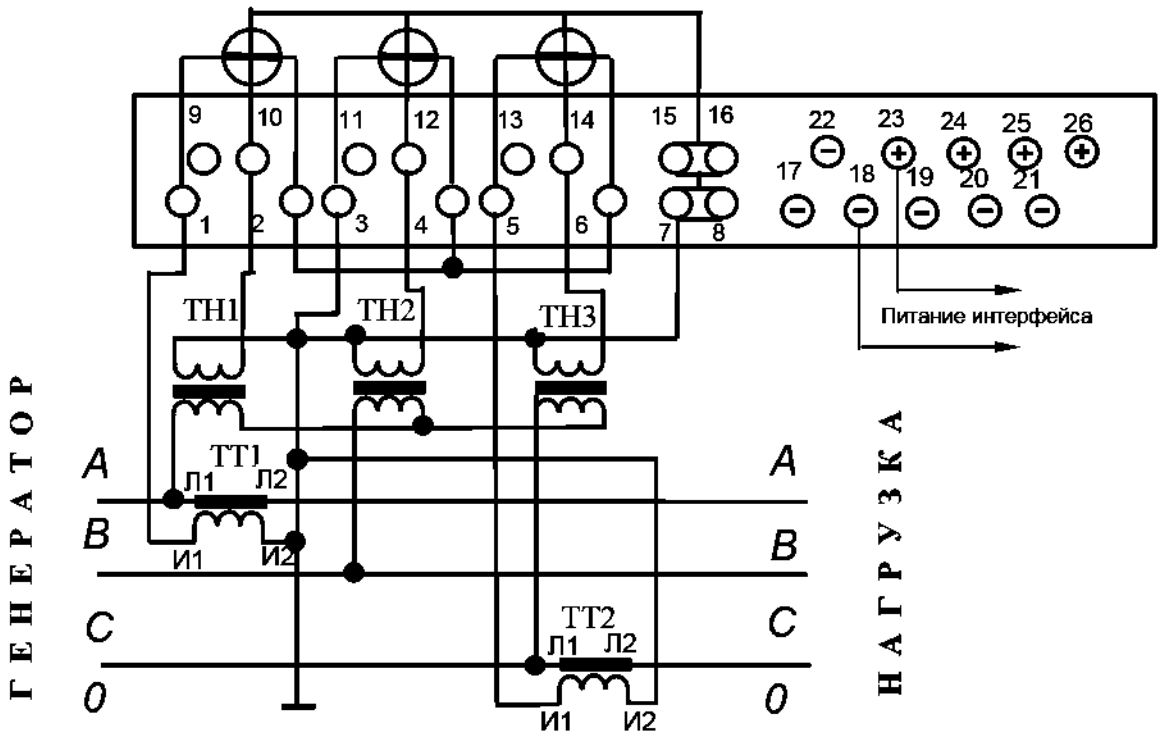 9 10 11 12 13 14 15 16 22 23 24 25 26
17 18 19 20 21
1 2 3 4 5 6 7 8
ТН1 ТН2 ТН3
Питание интерфейса
ГЕНЕРАТОР
НАГРУЗКА
A ТТ1 A
Л1 Л2
B B
И1 И2
C ТТ2 C
Л1 Л2
0 0
И1 И2